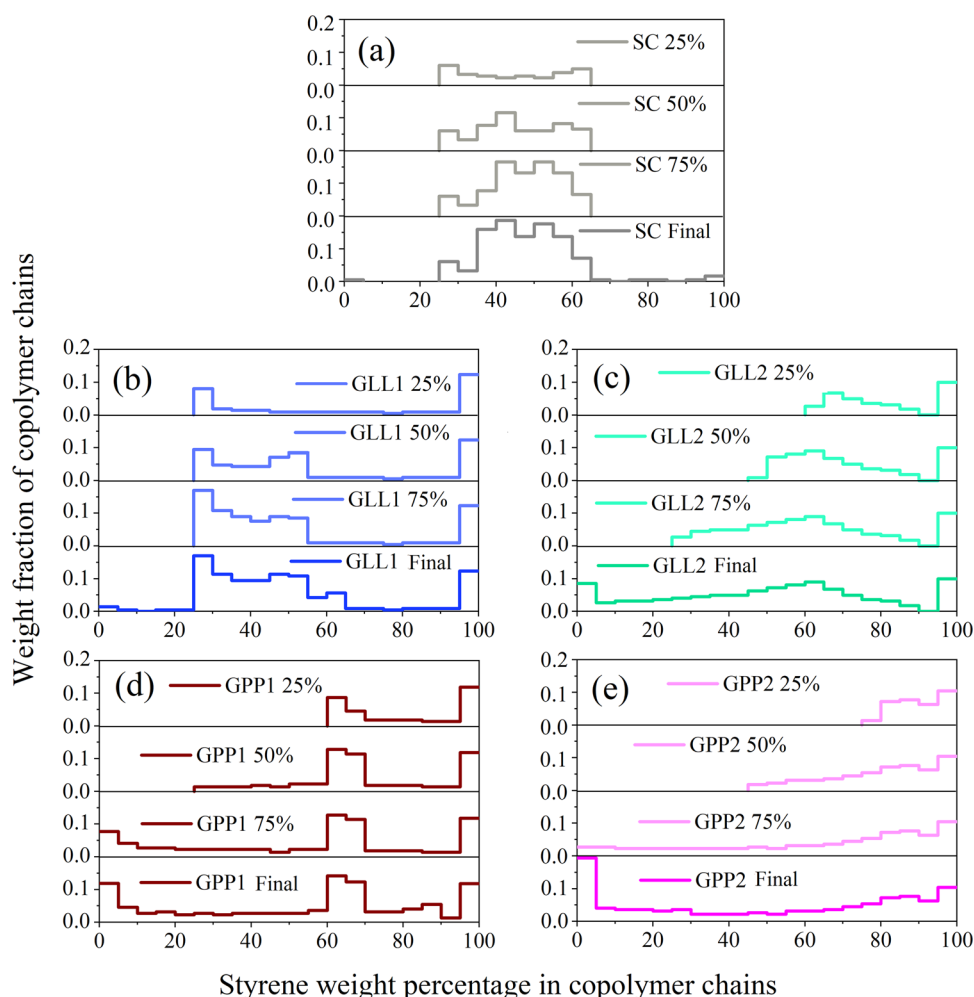 (a)
0.2
SC 25%
0.1
0.0
SC 50%
0.1
0.0
SC 75%
0.1
0.0
SC Final
0.1
0.0
0 20 40 60 80 100
Weight fraction of copolymer chains
(b)
0.2
GLL1 25%
0.1
0.0
GLL1 50%
0.1
0.0
GLL1 75%
0.1
0.0
GLL1 Final
0.1
0.0
0 20 40 60 80 100
(c)
0.2
GLL2 25%
0.1
0.0
GLL2 50%
0.1
0.0
GLL2 75%
0.1
0.0
GLL2 Final
0.1
0.0
0 20 40 60 80 100
(d)
0.2
GPP1 25%
0.1
0.0
GPP1 50%
0.1
0.0
GPP1 75%
0.1
0.0
GPP1 Final
0.1
0.0
0 20 40 60 80 100
(e)
0.2
GPP2 25%
0.1
0.0
GPP2 50%
0.1
0.0
GPP2 75%
0.1
0.0
GPP2 Final
0.1
0.0
0 20 40 60 80 100
Styrene weight percentage in copolymer chains